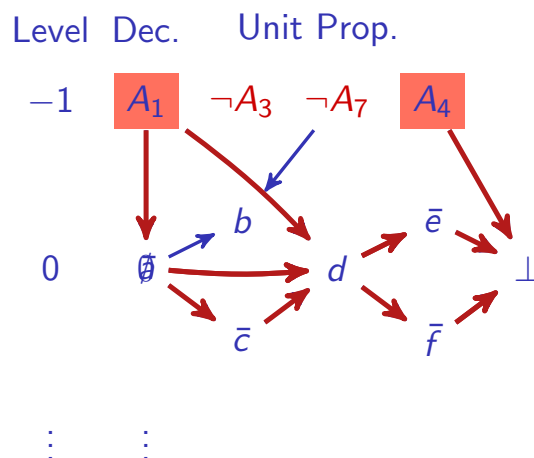 Level Dec. Unit Prop.
−1 A₁ ¬A₃ ¬A₇ A₄
b ē
0 d ⊥
c̄ f̄
⋮ ⋮